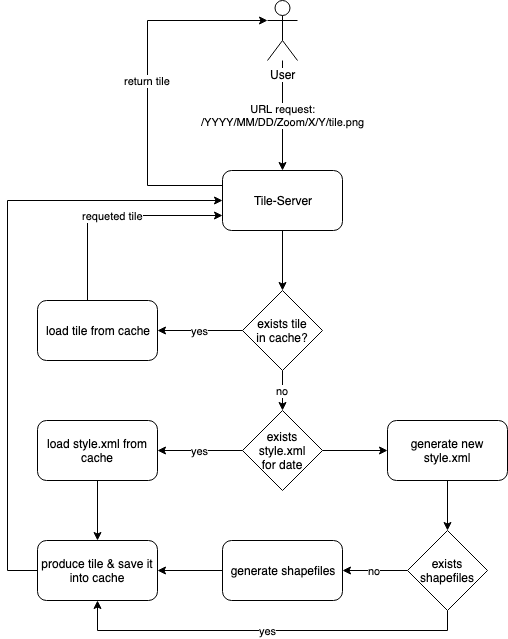 return tile
User
URL request:
/YYYY/MM/DD/Zoom/X/Y/tile.png
Tile-Server
requeted tile
load tile from cache
yes
exists tile
in cache?
no
load style.xml from
cache
yes
exists
style.xml
for date
generate new
style.xml
produce tile & save it
into cache
generate shapefiles
no
exists
shapefiles
yes